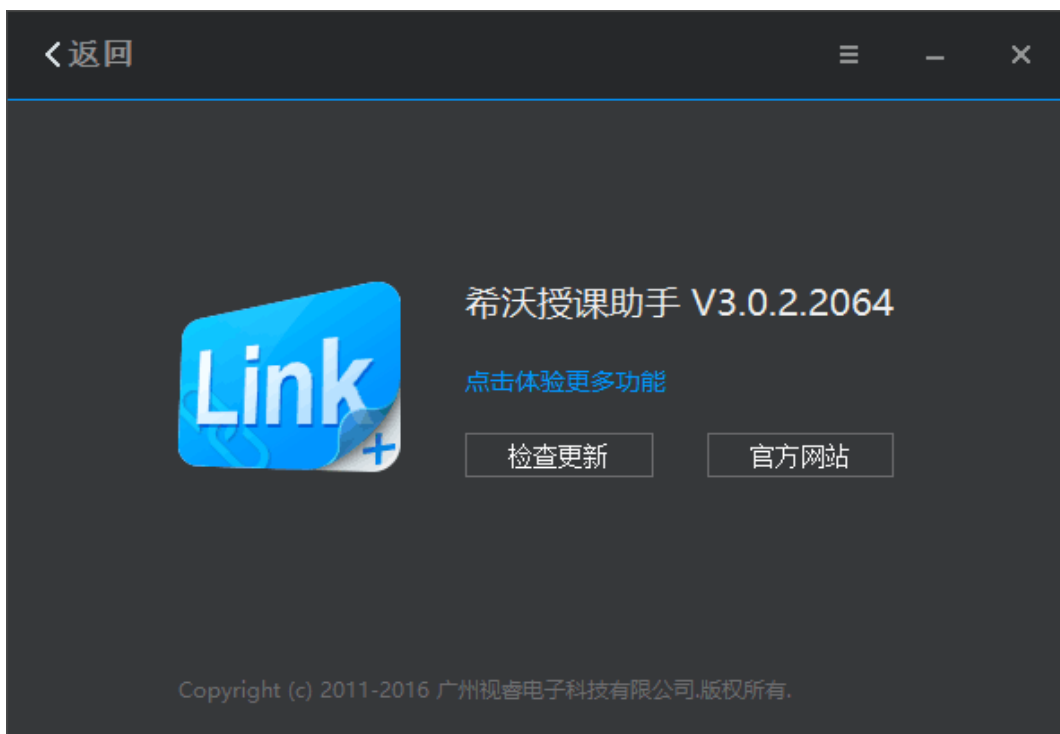 返回
希沃授课助手 V3.0.2.2064
Link
点击体验更多功能
检查更新 官方网站
Copyright (c) 2011-2016 广州视睿电子科技有限公司.版权所有.